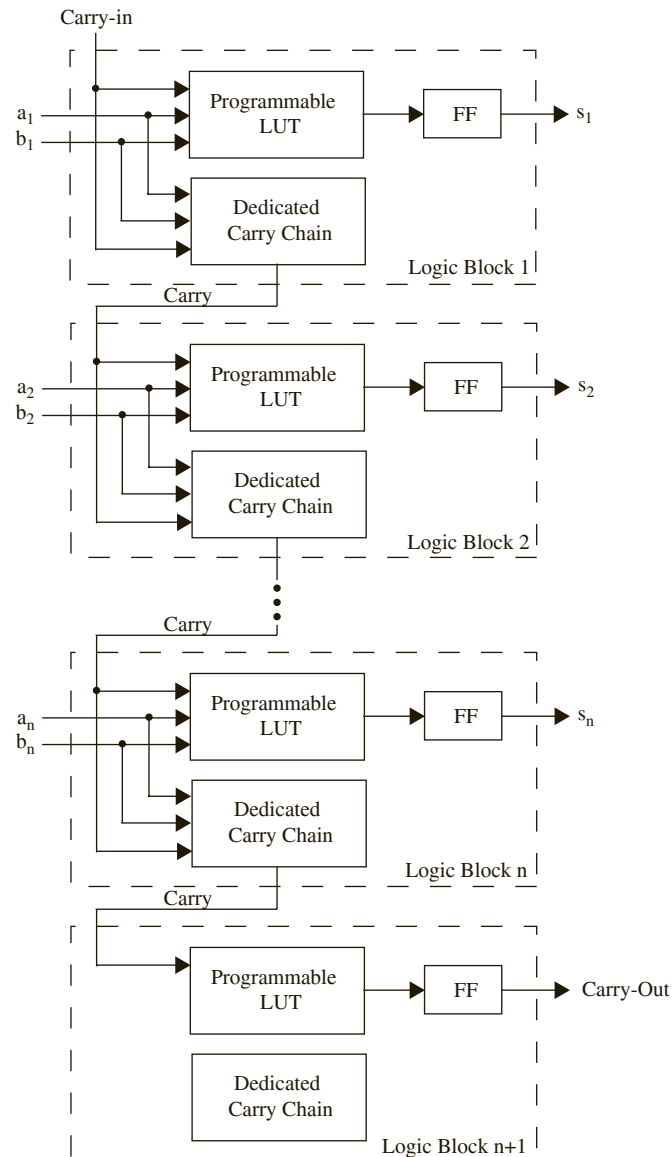 Carry-in
a1
b1
Programmable
LUT
FF
s1
Dedicated
Carry Chain
Logic Block 1
Carry
a2
b2
Programmable
LUT
FF
s2
Dedicated
Carry Chain
Logic Block 2
Carry
an
bn
Programmable
LUT
FF
sn
Dedicated
Carry Chain
Logic Block n
Carry
Programmable
LUT
FF
Carry-Out
Dedicated
Carry Chain
Logic Block n+1